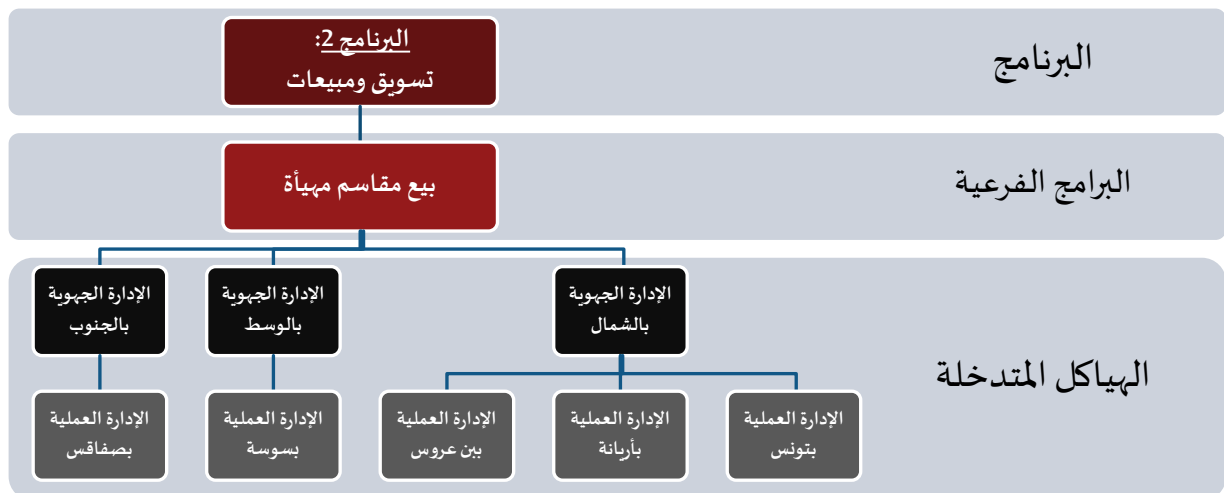 البرنامج
البرنامج 2:
تسويق ومبيعات
البرامج الفرعية
بيع مقاسم مهيأة
الهياكل المتدخلة
الإدارة الجهوية
بالشمال
الإدارة الجهوية
بالوسط
الإدارة الجهوية
بالجنوب
الإدارة العملية
بتونس
الإدارة العملية
بأريانة
الإدارة العملية
ببن عروس
الإدارة العملية
بسوسة
الإدارة العملية
بصفاقس